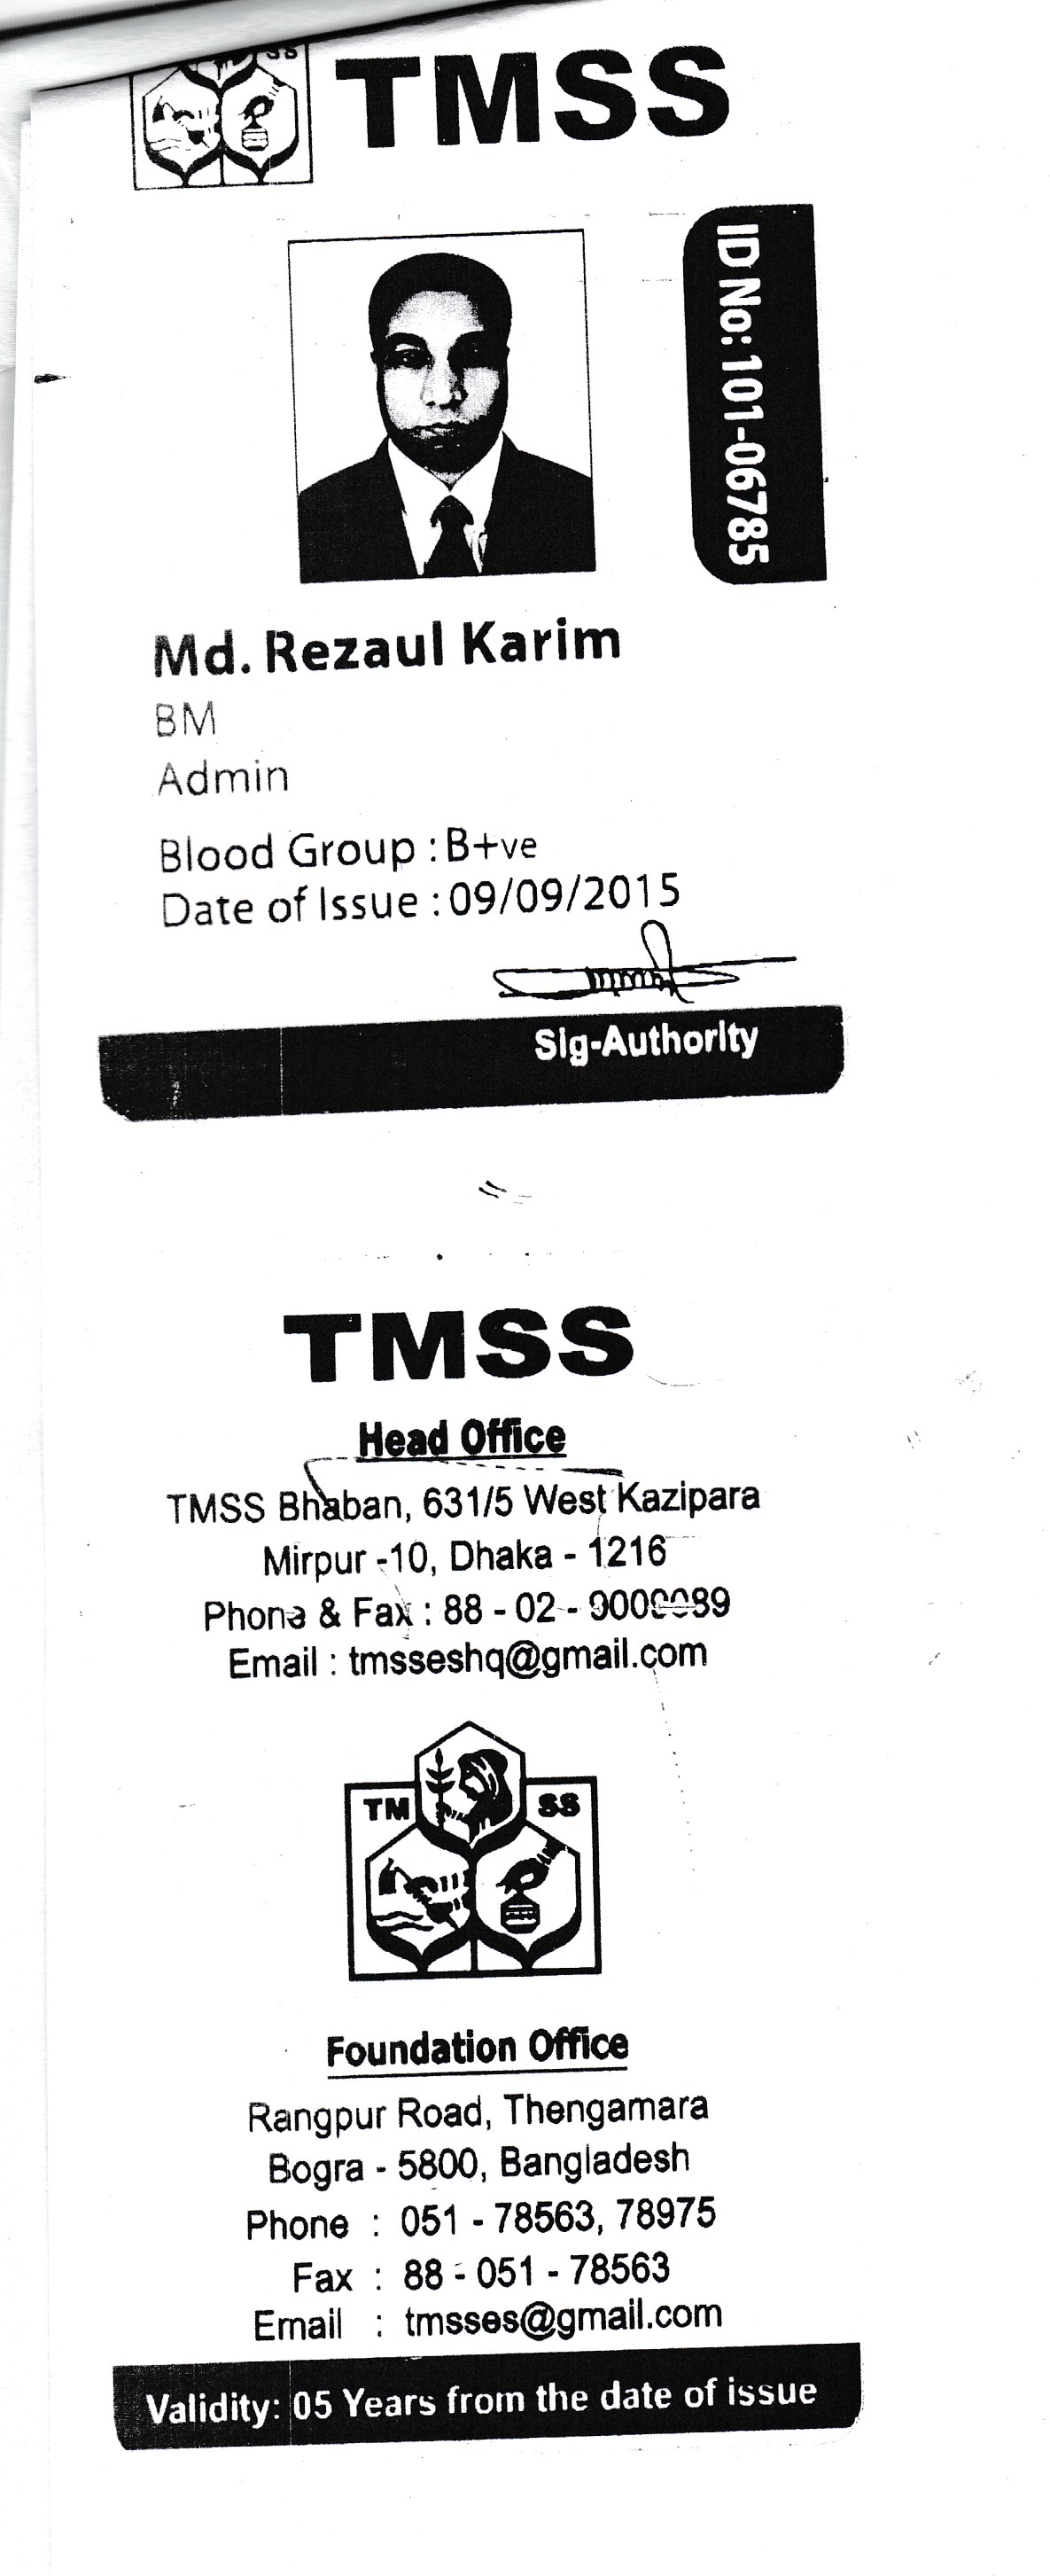 SS
TMSS
ID No: 101-06785
Md. Rezaul Karim
BM
Admin
Blood Group : B+ve
Date of Issue : 09/09/2015
Sig-Authority
TMSS
Head Office
TMSS Bhaban, 631/5 West Kazipara
Mirpur -10, Dhaka - 1216
Phone & Fax : 88 - 02 -
Email : tmsseshq@gmail.com
TM SS
Foundation Office
Rangpur Road, Thengamara
Bogra - 5800, Bangladesh
Phone : 051 - 78563, 78975
Fax : 88 - 051 - 78563
Email : tmsses@gmail.com
Validity: 05 Years from the date of issue